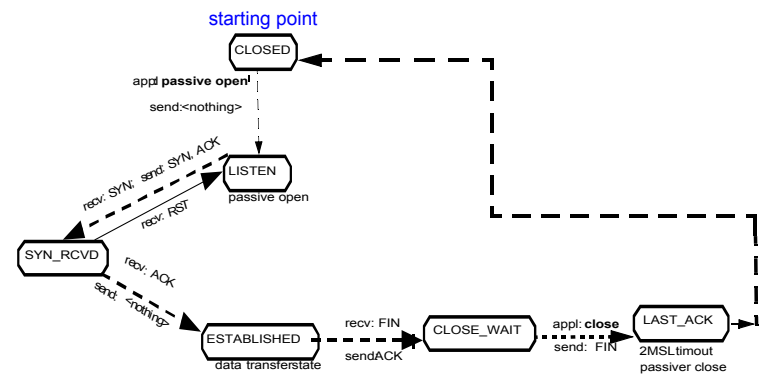 starting point
CLOSED
appl passive open
send:<nothing>
recv: SYN; send: SYN, ACK
LISTEN
passive open
recv: RST
SYN_RCVD
recv: ACK
send: <nothing>
ESTABLISHED
data transferstate
recv: FIN
sendACK
CLOSE_WAIT
appl: close
send: FIN
LAST_ACK
2MSLtimout
passiver close